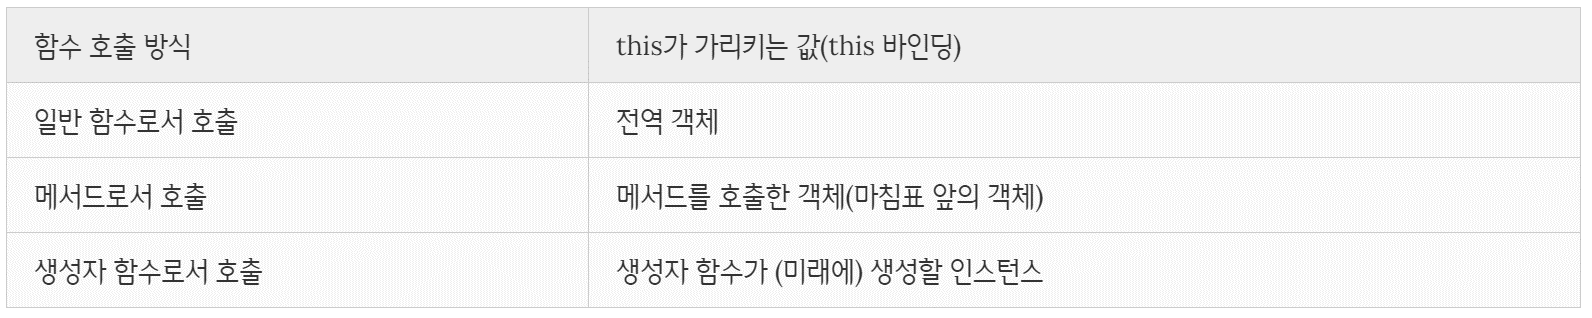 함수 호출 방식
this가 가리키는 값(this 바인딩)
일반 함수로서 호출
전역 객체
메서드로서 호출
메서드를 호출한 객체(마침표 앞의 객체)
생성자 함수로서 호출
생성자 함수가 (미래에) 생성할 인스턴스